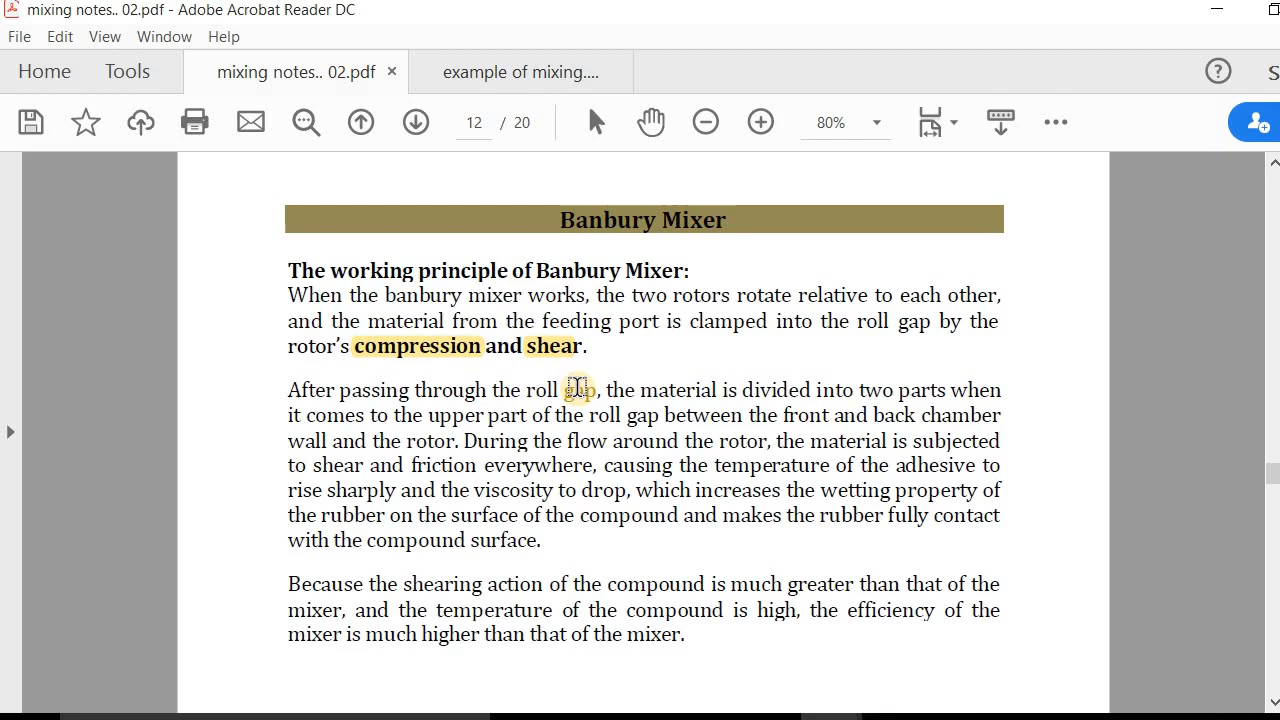 mixing notes.. 02.pdf - Adobe Acrobat Reader DC
File Edit View Window Help
Home Tools mixing notes.. 02.pdf × example of mixing.... ? S
12 / 20 80%
Banbury Mixer
The working principle of Banbury Mixer:
When the banbury mixer works, the two rotors rotate relative to each other,
and the material from the feeding port is clamped into the roll gap by the
rotor's compression and shear.
After passing through the roll gap, the material is divided into two parts when
it comes to the upper part of the roll gap between the front and back chamber
wall and the rotor. During the flow around the rotor, the material is subjected
to shear and friction everywhere, causing the temperature of the adhesive to
rise sharply and the viscosity to drop, which increases the wetting property of
the rubber on the surface of the compound and makes the rubber fully contact
with the compound surface.
Because the shearing action of the compound is much greater than that of the
mixer, and the temperature of the compound is high, the efficiency of the
mixer is much higher than that of the mixer.